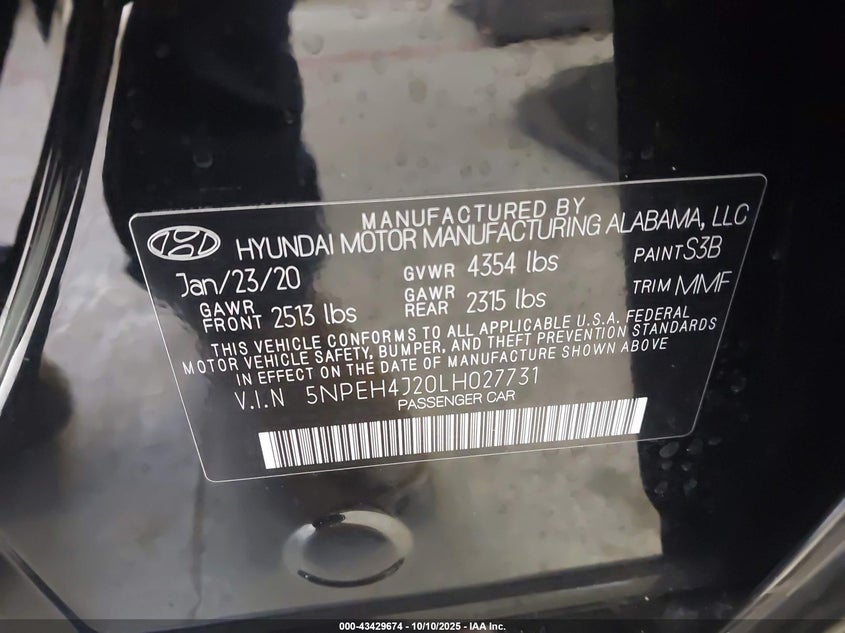 MANUFACTURED BY
HYUNDAI MOTOR MANUFACTURING ALABAMA, LLC
Jan/23/20 GVWR 4354 lbs PAINT S3B
GAWR FRONT 2513 lbs GAWR REAR 2315 lbs TRIM MMF
THIS VEHICLE CONFORMS TO ALL APPLICABLE U.S.A. FEDERAL
MOTOR VEHICLE SAFETY, BUMPER, AND THEFT PREVENTION STANDARDS
IN EFFECT ON THE DATE OF MANUFACTURE SHOWN ABOVE
V.I.N 5NPEH4J20LH027731
PASSENGER CAR
000-43429674 - 10/10/2025 - IAA Inc.